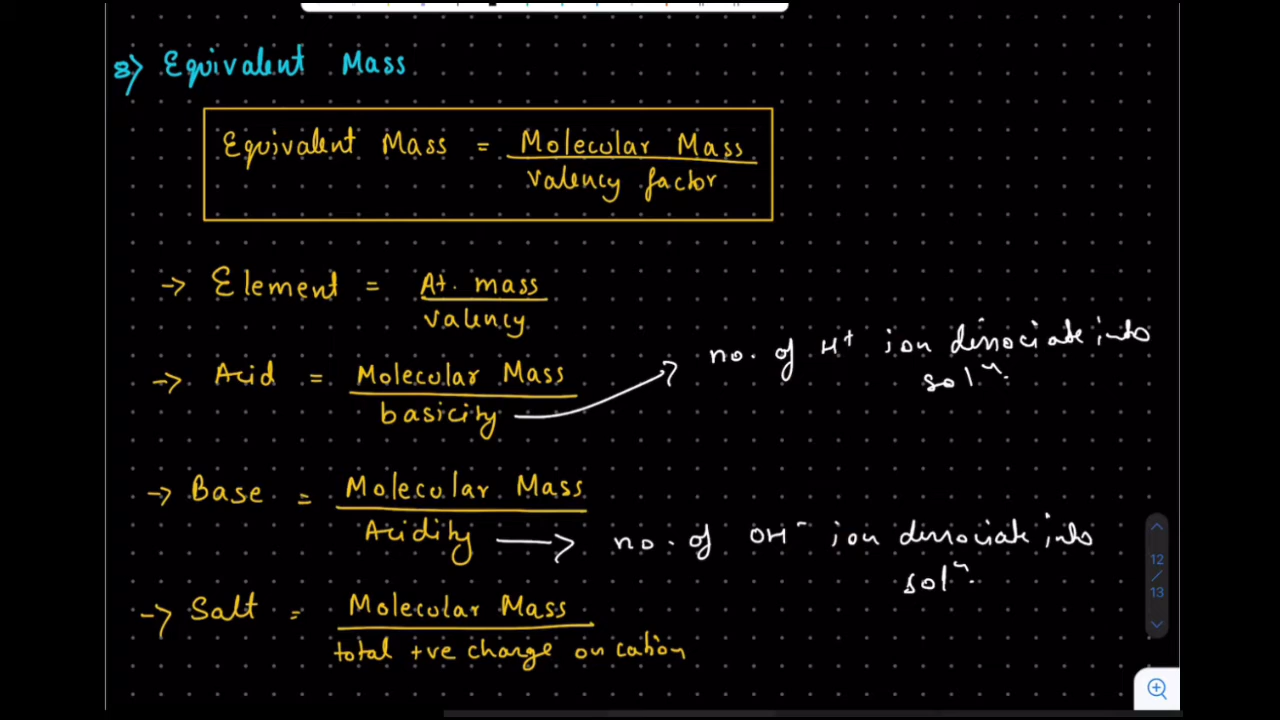 8) Equivalent Mass
Equivalent Mass = Molecular Mass / valency factor
-> Element = At. mass / valency
-> Acid = Molecular Mass / basicity -> no. of H+ ion dissociate into soln.
-> Base = Molecular Mass / Acidity -> no. of OH- ion dissociate into soln.
-> Salt = Molecular Mass / total +ve charge on cation
12
/
13